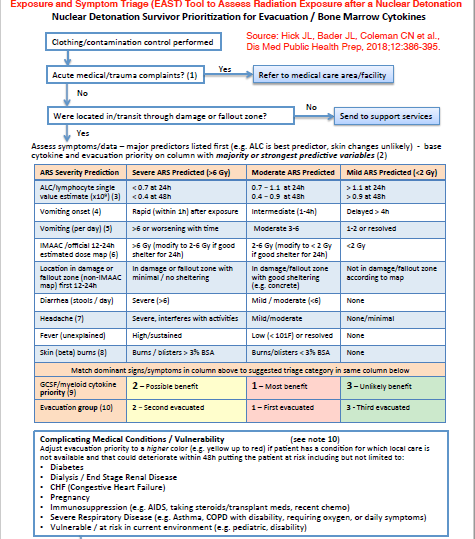 Exposure and Symptom Triage (EAST) Tool to Assess Radiation Exposure after a Nuclear Detonation
Nuclear Detonation Survivor Prioritization for Evacuation / Bone Marrow Cytokines
Clothing/contamination control performed
Source: Hick JL, Bader JL, Coleman CN et al.,
Dis Med Public Health Prep, 2018;12:386-395.
Acute medical/trauma complaints? (1)
Yes
Refer to medical care area/facility
No
Were located in/transit through damage or fallout zone?
No
Send to support services
Yes
Assess symptoms/data – major predictors listed first (e.g. ALC is best predictor, skin changes unlikely) - base
cytokine and evacuation priority on column with majority or strongest predictive variables (2)
ARS Severity Prediction
Severe ARS Predicted (>6 Gy)
Moderate ARS Predicted
Mild ARS Predicted (<2 Gy)
ALC/lymphocyte single
value estimate (x10⁹) (3)
< 0.7 at 24h
< 0.4 at 48h
0.7 – 1.1 at 24h
0.4 – 0.9 at 48h
> 1.1 at 24h
> 0.9 at 48h
Vomiting onset (4)
Rapid (within 1h) after exposure
Intermediate (1-4h)
Delayed > 4h
Vomiting (per day) (5)
>6 or worsening with time
Moderate 3-6
1-2 or resolved
IMAAC /official 12-24h
estimated dose map (6)
>6 Gy (modify to 2-6 Gy if good
shelter for 24h)
2-6 Gy (modify to < 2 Gy
if good shelter for 24h)
<2 Gy
Location in damage or
fallout zone (non-IMAAC
map) first 12-24h
In damage or fallout zone with
minimal / no sheltering
In damage/fallout zone
with good sheltering
(e.g. concrete)
Not in damage/fallout zone
according to map
Diarrhea (stools / day)
Severe (>6)
Mild / moderate (<6)
None
Headache (7)
Severe, interferes with activities
Mild/moderate
None/minimal
Fever (unexplained)
High/sustained
Low (< 101F) or resolved
None
Skin (beta) burns (8)
Burns / blisters > 3% BSA
Burns/blisters < 3% BSA
None
Match dominant signs/symptoms in column above to suggested triage category in same column below
GCSF/myeloid cytokine
priority (9)
2 – Possible benefit
1 – Most benefit
3 – Unlikely benefit
Evacuation group (10)
2 – Second evacuated
1 – First evacuated
3 - Third evacuated
Complicating Medical Conditions / Vulnerability (see note 10)
Adjust evacuation priority to a higher color (e.g. yellow up to red) if patient has a condition for which local care is
not available and that could deteriorate within 48h putting the patient at risk including but not limited to:
• Diabetes
• Dialysis / End Stage Renal Disease
• CHF (Congestive Heart Failure)
• Pregnancy
• Immunosuppression (e.g. AIDS, taking steroids/transplant meds, recent chemo)
• Severe Respiratory Disease (e.g. Asthma, COPD with disability, requiring oxygen, or daily symptoms)
• Vulnerable / at risk in current environment (e.g. pediatric, disability)